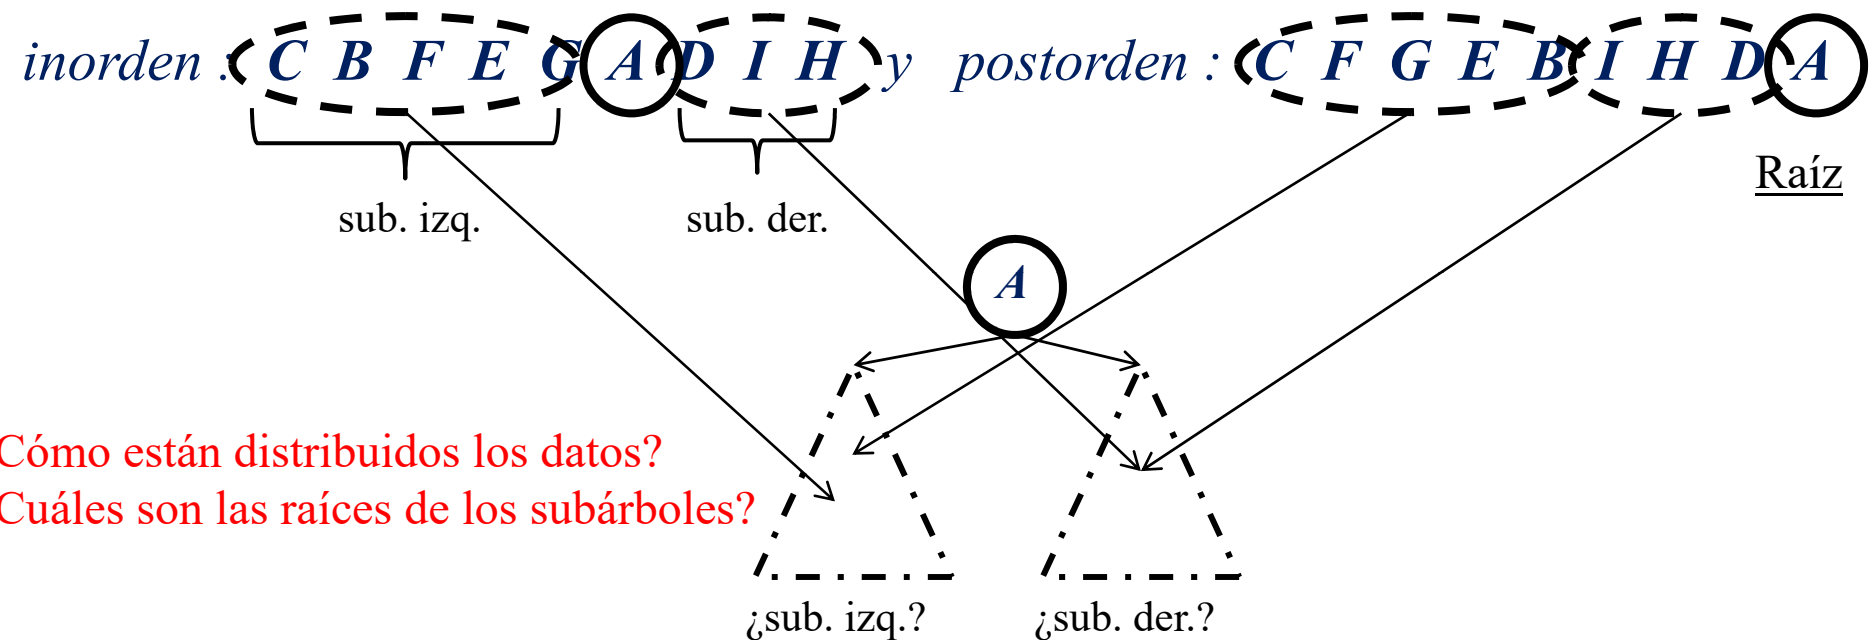 inorden : C B F E G A D I H y postorden : C F G E B I H D A
Raíz
sub. izq. sub. der.
A
Cómo están distribuidos los datos?
Cuáles son las raíces de los subárboles?
¿sub. izq.? ¿sub. der.?